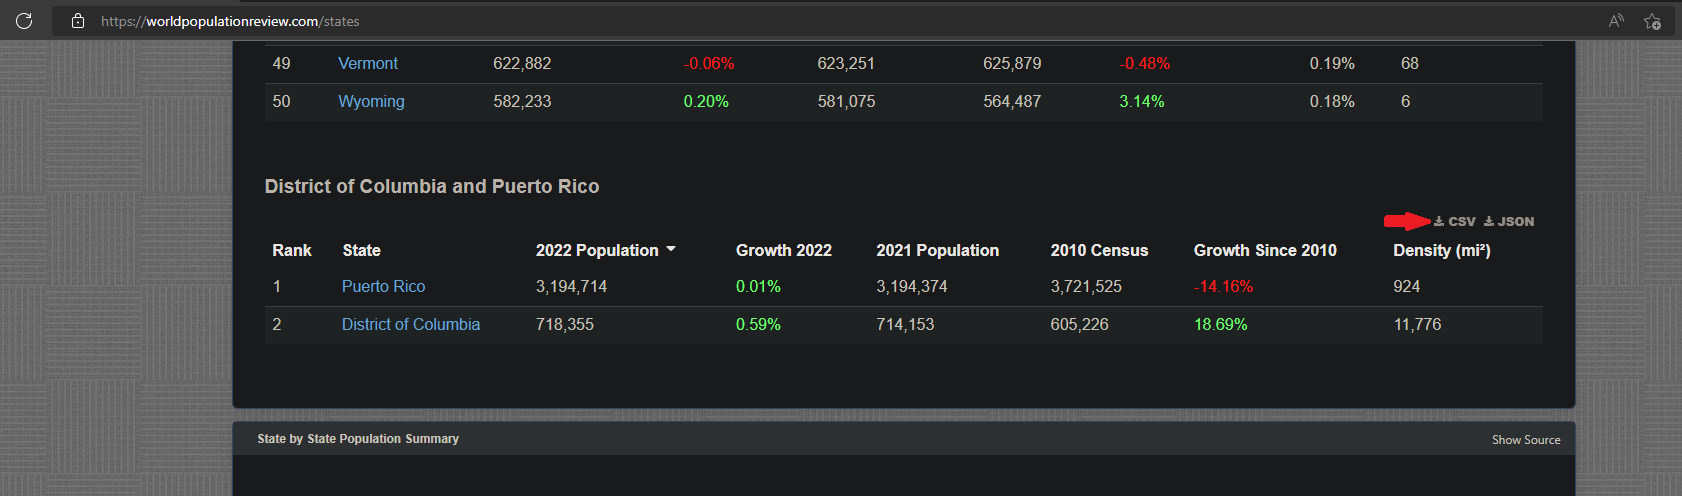 https://worldpopulationreview.com/states
49 Vermont 622,882 -0.06% 623,251 625,879 -0.48% 0.19% 68
50 Wyoming 582,233 0.20% 581,075 564,487 3.14% 0.18% 6
District of Columbia and Puerto Rico
CSV JSON
Rank State 2022 Population Growth 2022 2021 Population 2010 Census Growth Since 2010 Density (mi²)
1 Puerto Rico 3,194,714 0.01% 3,194,374 3,721,525 -14.16% 924
2 District of Columbia 718,355 0.59% 714,153 605,226 18.69% 11,776
State by State Population Summary Show Source